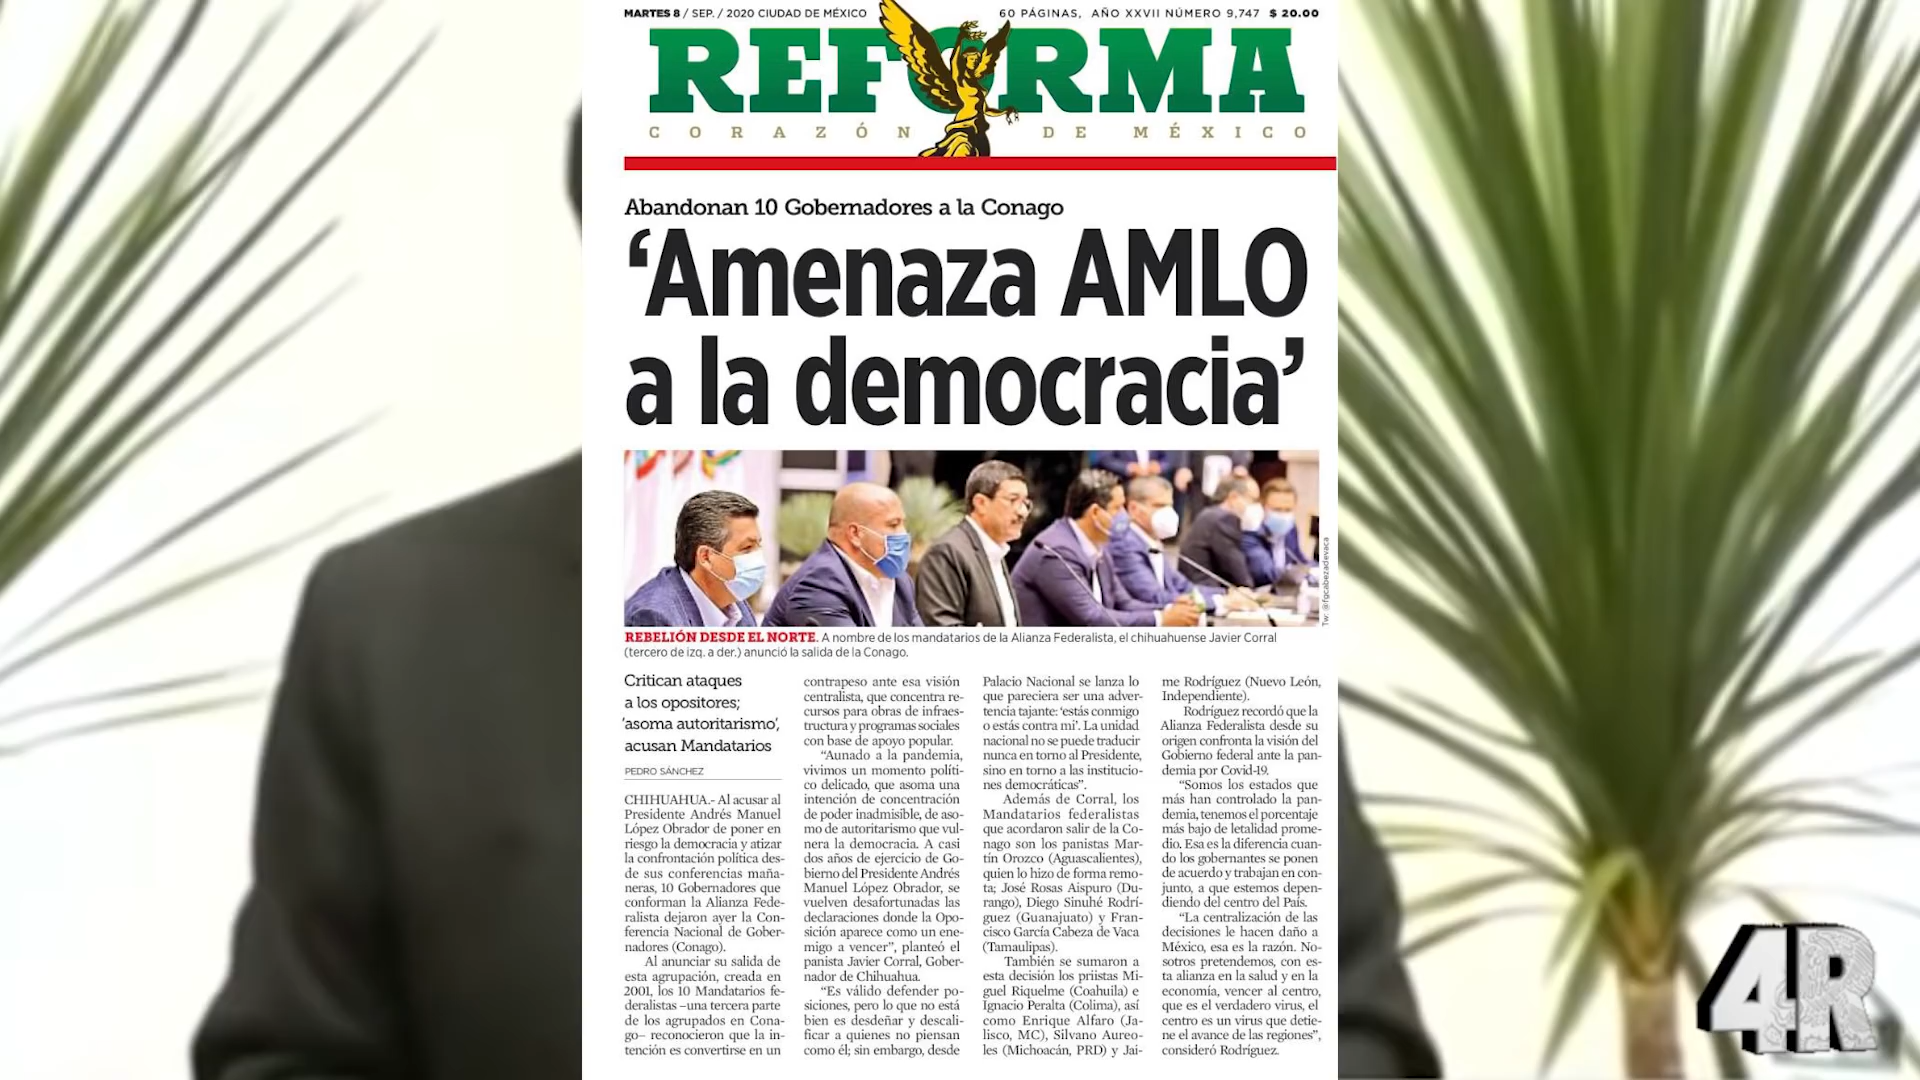 MARTES 8 / SEP. / 2020 CIUDAD DE MÉXICO
60 PÁGINAS, AÑO XXVII NÚMERO 9,747 $ 20.00
REFORMA
CORAZÓN DE MÉXICO
Abandonan 10 Gobernadores a la Conago
‘Amenaza AMLO
a la democracia’
Tw: @fgcabezadevaca
REBELIÓN DESDE EL NORTE. A nombre de los mandatarios de la Alianza Federalista, el chihuahuense Javier Corral
(tercero de izq. a der.) anunció la salida de la Conago.
Critican ataques
a los opositores;
‘asoma autoritarismo’,
acusan Mandatarios
PEDRO SÁNCHEZ
CHIHUAHUA.- Al acusar al
Presidente Andrés Manuel
López Obrador de poner en
riesgo la democracia y atizar
la confrontación política des-
de sus conferencias maña-
neras, 10 Gobernadores que
conforman la Alianza Fede-
ralista dejaron ayer la Con-
ferencia Nacional de Gober-
nadores (Conago).
Al anunciar su salida de
esta agrupación, creada en
2001, los 10 Mandatarios fe-
deralistas –una tercera parte
de los agrupados en Cona-
go– reconocieron que la in-
tención es convertirse en un
contrapeso ante esa visión
centralista, que concentra re-
cursos para obras de infraes-
tructura y programas sociales
con base de apoyo popular.
“Aunado a la pandemia,
vivimos un momento políti-
co delicado, que asoma una
intención de concentración
de poder inadmisible, de aso-
mo de autoritarismo que vul-
nera la democracia. A casi
dos años de ejercicio de Go-
bierno del Presidente Andrés
Manuel López Obrador, se
vuelven desafortunadas las
declaraciones donde la Opo-
sición aparece como un ene-
migo a vencer”, planteó el
panista Javier Corral, Gober-
nador de Chihuahua.
“Es válido defender po-
siciones, pero lo que no está
bien es desdeñar y descali-
ficar a quienes no piensan
como él; sin embargo, desde
Palacio Nacional se lanza lo
que pareciera ser una adver-
tencia tajante: ‘estás conmigo
o estás contra mí’. La unidad
nacional no se puede traducir
nunca en torno al Presidente,
sino en torno a las institucio-
nes democráticas”.
Además de Corral, los
Mandatarios federalistas
que acordaron salir de la Co-
nago son los panistas Mar-
tín Orozco (Aguascalientes),
quien lo hizo de forma remo-
ta; José Rosas Aispuro (Du-
rango), Diego Sinuhé Rodrí-
guez (Guanajuato) y Fran-
cisco García Cabeza de Vaca
(Tamaulipas).
También se sumaron a
esta decisión los priistas Mi-
guel Riquelme (Coahuila) e
Ignacio Peralta (Colima), así
como Enrique Alfaro (Ja-
lisco, MC), Silvano Aureo-
les (Michoacán, PRD) y Jai-
me Rodríguez (Nuevo León,
Independiente).
Rodríguez recordó que la
Alianza Federalista desde su
origen confronta la visión del
Gobierno federal ante la pan-
demia por Covid-19.
“Somos los estados que
más han controlado la pan-
demia, tenemos el porcentaje
más bajo de letalidad prome-
dio. Esa es la diferencia cuan-
do los gobernantes se ponen
de acuerdo y trabajan en con-
junto, a que estemos depen-
diendo del centro del País.
“La centralización de las
decisiones le hacen daño a
México, esa es la razón. No-
sotros pretendemos, con es-
ta alianza en la salud y en la
economía, vencer al centro,
que es el verdadero virus, el
centro es un virus que detie-
ne el avance de las regiones”,
consideró Rodríguez.
4R